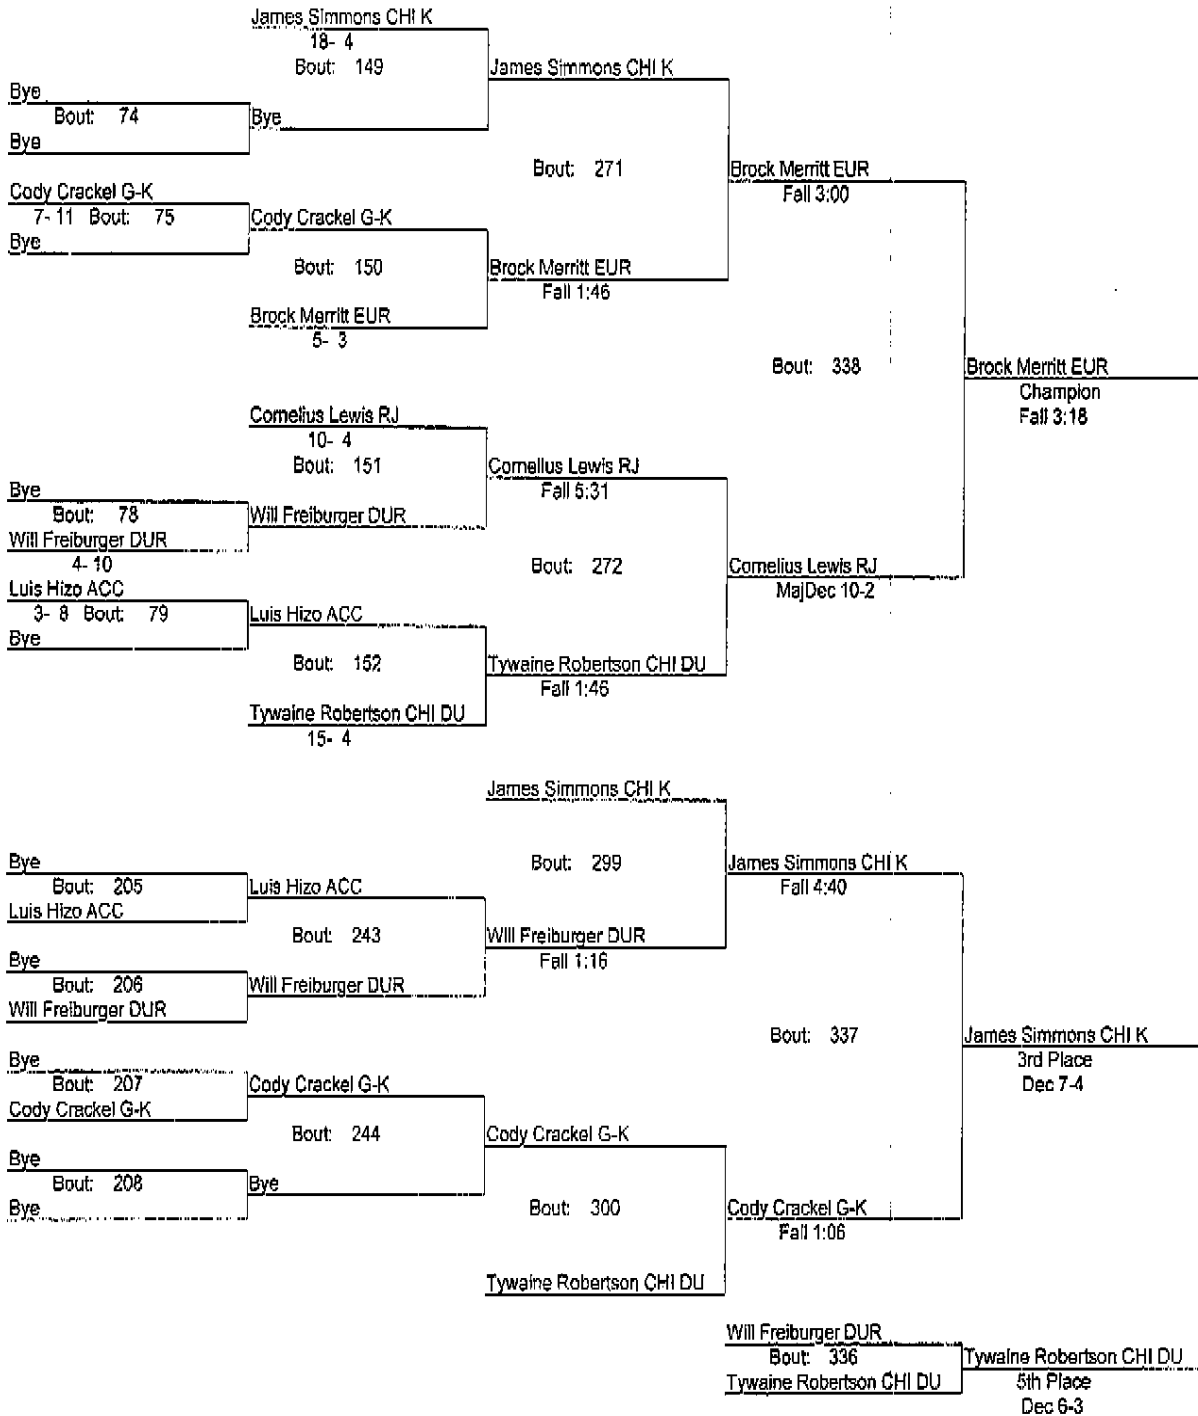 James Simmons CHI K
18- 4
Bout: 149
James Simmons CHI K
Bye
Bout: 74
Bye
Bye
Bout: 271
Brock Merritt EUR
Fall 3:00
Cody Crackel G-K
7- 11 Bout: 75
Cody Crackel G-K
Bye
Bout: 150
Brock Merritt EUR
Fall 1:46
Brock Merritt EUR
5- 3
Bout: 338
Brock Merritt EUR
Champion
Fall 3:18
Cornelius Lewis RJ
10- 4
Bout: 151
Cornelius Lewis RJ
Fall 5:31
Bye
Bout: 78
Will Freiburger DUR
Will Freiburger DUR
4- 10
Bout: 272
Cornelius Lewis RJ
MajDec 10-2
Luis Hizo ACC
3- 8 Bout: 79
Luis Hizo ACC
Bye
Bout: 152
Tywaine Robertson CHI DU
Fall 1:46
Tywaine Robertson CHI DU
15- 4
James Simmons CHI K
Bout: 299
James Simmons CHI K
Fall 4:40
Bye
Bout: 205
Luis Hizo ACC
Luis Hizo ACC
Bout: 243
Will Freiburger DUR
Fall 1:16
Bye
Bout: 206
Will Freiburger DUR
Will Freiburger DUR
Bout: 337
James Simmons CHI K
3rd Place
Dec 7-4
Bye
Bout: 207
Cody Crackel G-K
Cody Crackel G-K
Bout: 244
Cody Crackel G-K
Bye
Bout: 208
Bye
Bye
Bout: 300
Cody Crackel G-K
Fall 1:06
Tywaine Robertson CHI DU
Will Freiburger DUR
Bout: 336
Tywaine Robertson CHI DU
Tywaine Robertson CHI DU
5th Place
Dec 6-3